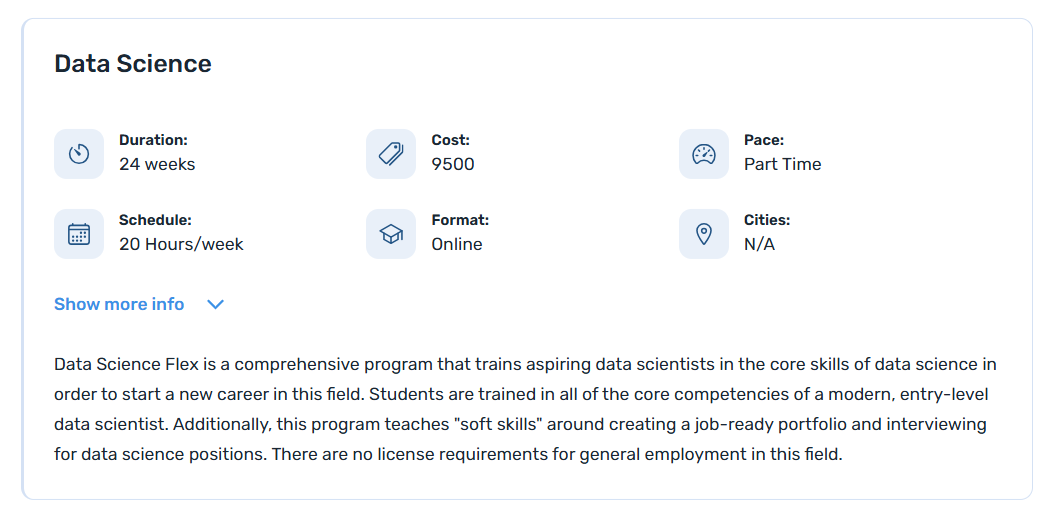 Data Science
Duration:
24 weeks
Cost:
9500
Pace:
Part Time
Schedule:
20 Hours/week
Format:
Online
Cities:
N/A
Show more info
Data Science Flex is a comprehensive program that trains aspiring data scientists in the core skills of data science in
order to start a new career in this field. Students are trained in all of the core competencies of a modern, entry-level
data scientist. Additionally, this program teaches "soft skills" around creating a job-ready portfolio and interviewing
for data science positions. There are no license requirements for general employment in this field.